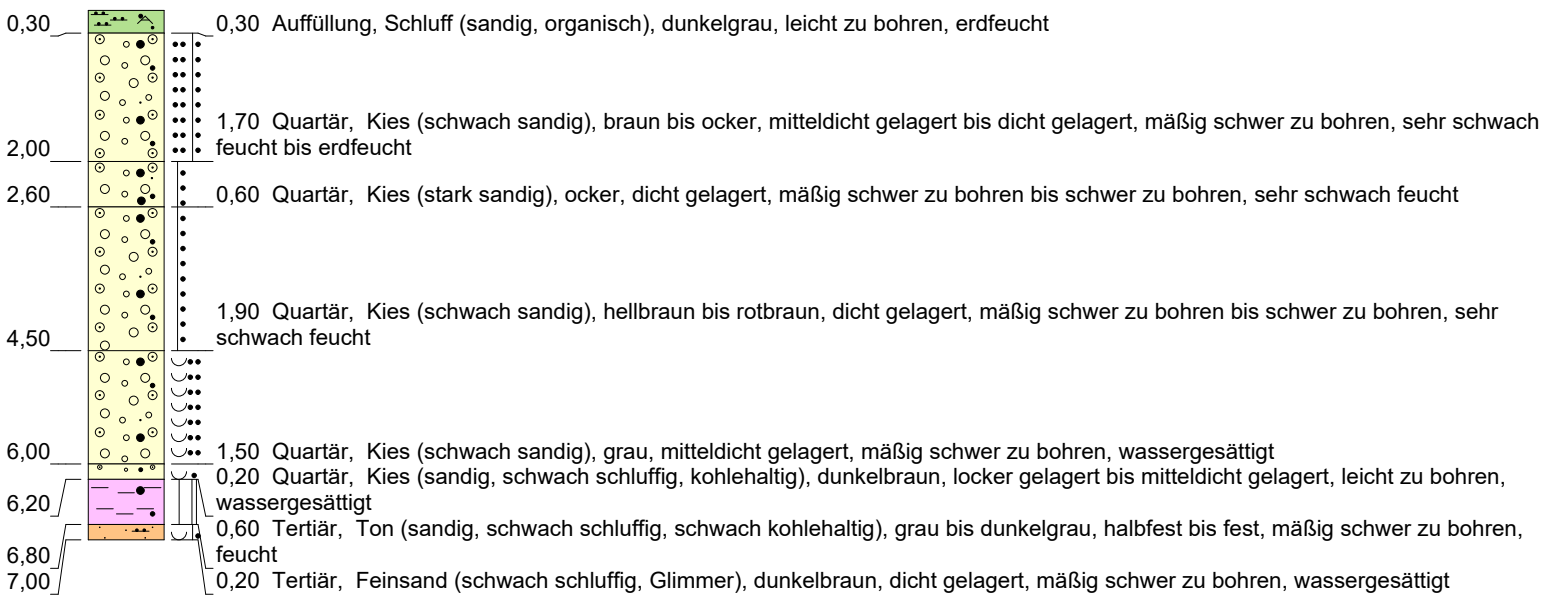 0,30 0,30 Auffüllung, Schluff (sandig, organisch), dunkelgrau, leicht zu bohren, erdfeucht
1,70 Quartär, Kies (schwach sandig), braun bis ocker, mitteldicht gelagert bis dicht gelagert, mäßig schwer zu bohren, sehr schwach
2,00 feucht bis erdfeucht
2,60 0,60 Quartär, Kies (stark sandig), ocker, dicht gelagert, mäßig schwer zu bohren bis schwer zu bohren, sehr schwach feucht
1,90 Quartär, Kies (schwach sandig), hellbraun bis rotbraun, dicht gelagert, mäßig schwer zu bohren bis schwer zu bohren, sehr
4,50 schwach feucht
6,00 1,50 Quartär, Kies (schwach sandig), grau, mitteldicht gelagert, mäßig schwer zu bohren, wassergesättigt
0,20 Quartär, Kies (sandig, schwach schluffig, kohlehaltig), dunkelbraun, locker gelagert bis mitteldicht gelagert, leicht zu bohren,
6,20 wassergesättigt
0,60 Tertiär, Ton (sandig, schwach schluffig, schwach kohlehaltig), grau bis dunkelgrau, halbfest bis fest, mäßig schwer zu bohren,
6,80 feucht
7,00 0,20 Tertiär, Feinsand (schwach schluffig, Glimmer), dunkelbraun, dicht gelagert, mäßig schwer zu bohren, wassergesättigt